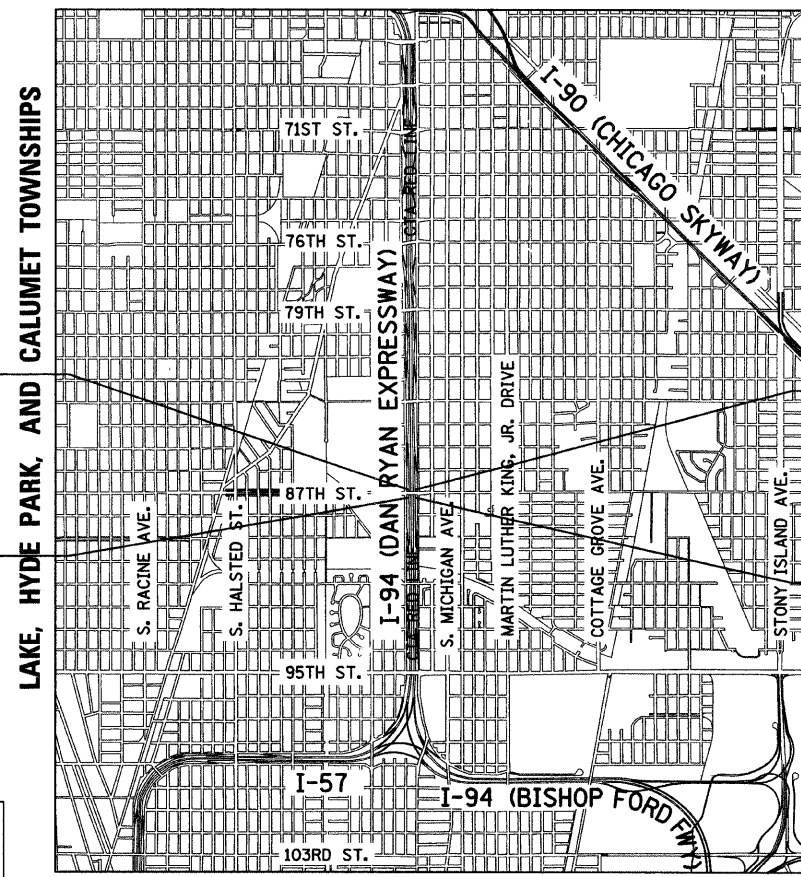 LAKE, HYDE PARK, AND CALUMET TOWNSHIPS
I-90 (CHICAGO SKYWAY)
71ST ST.
CTA RED LINE
76TH ST.
79TH ST.
I-94 (DAN RYAN EXPRESSWAY)
87TH ST.
S. RACINE AVE.
S. HALSTED ST.
CTA RED LINE
S. MICHIGAN AVE.
MARTIN LUTHER KING, JR. DRIVE
COTTAGE GROVE AVE.
STONY ISLAND AVE.
95TH ST.
I-57
I-94 (BISHOP FORD FWY)
103RD ST.